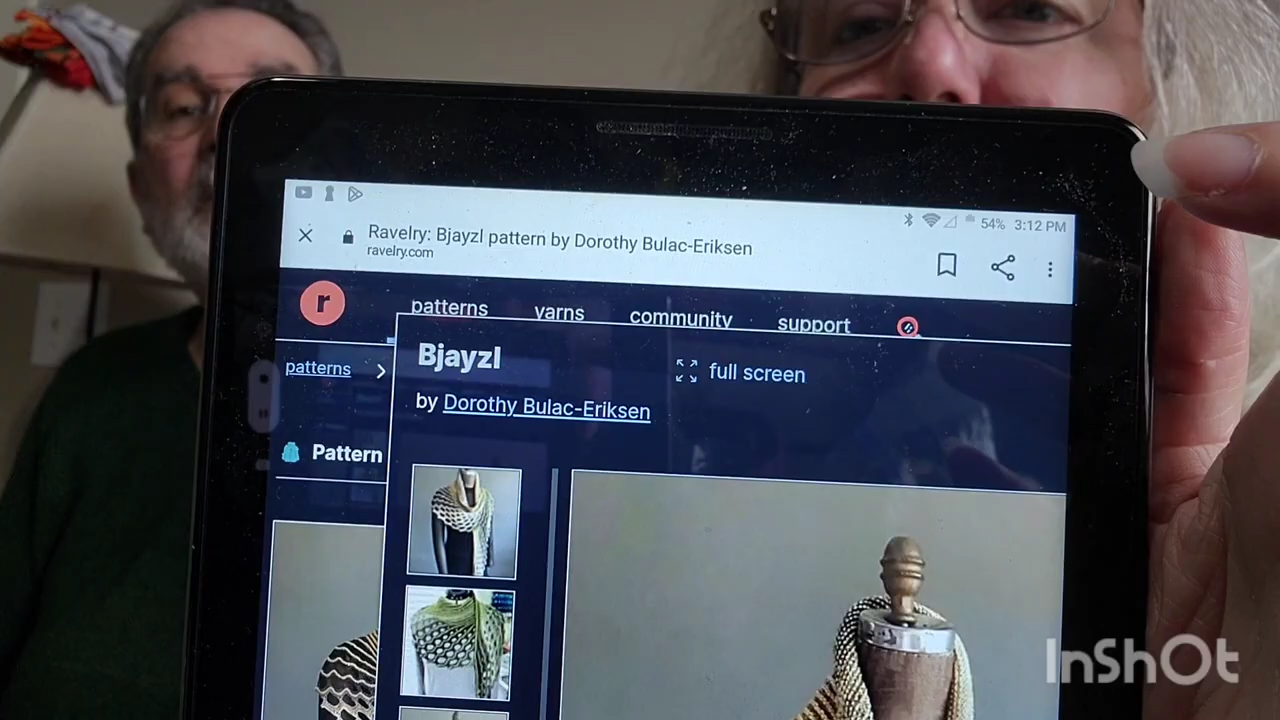 54% 3:12 PM
Ravelry: Bjayzl pattern by Dorothy Bulac-Eriksen
ravelry.com
r
patterns yarns community support
patterns
Bjayzl
full screen
by Dorothy Bulac-Eriksen
Pattern
InShOt